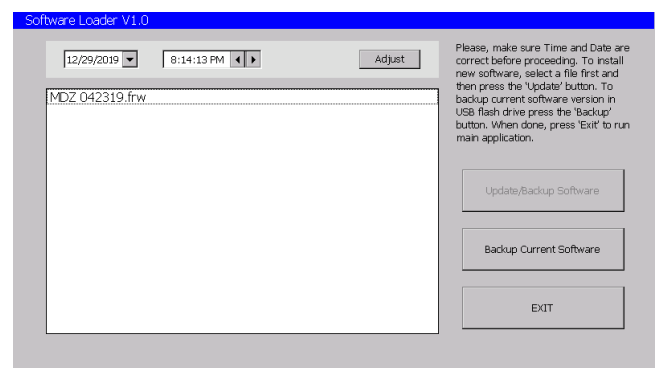 Software Loader V1.0
12/29/2019
8:14:13 PM
Adjust
Please, make sure Time and Date are
correct before proceeding. To install
new software, select a file first and
then press the 'Update' button. To
backup current software version in
USB flash drive press the 'Backup'
button. When done, press 'Exit' to run
main application.
MDZ 042319.frw
Update/Backup Software
Backup Current Software
EXIT